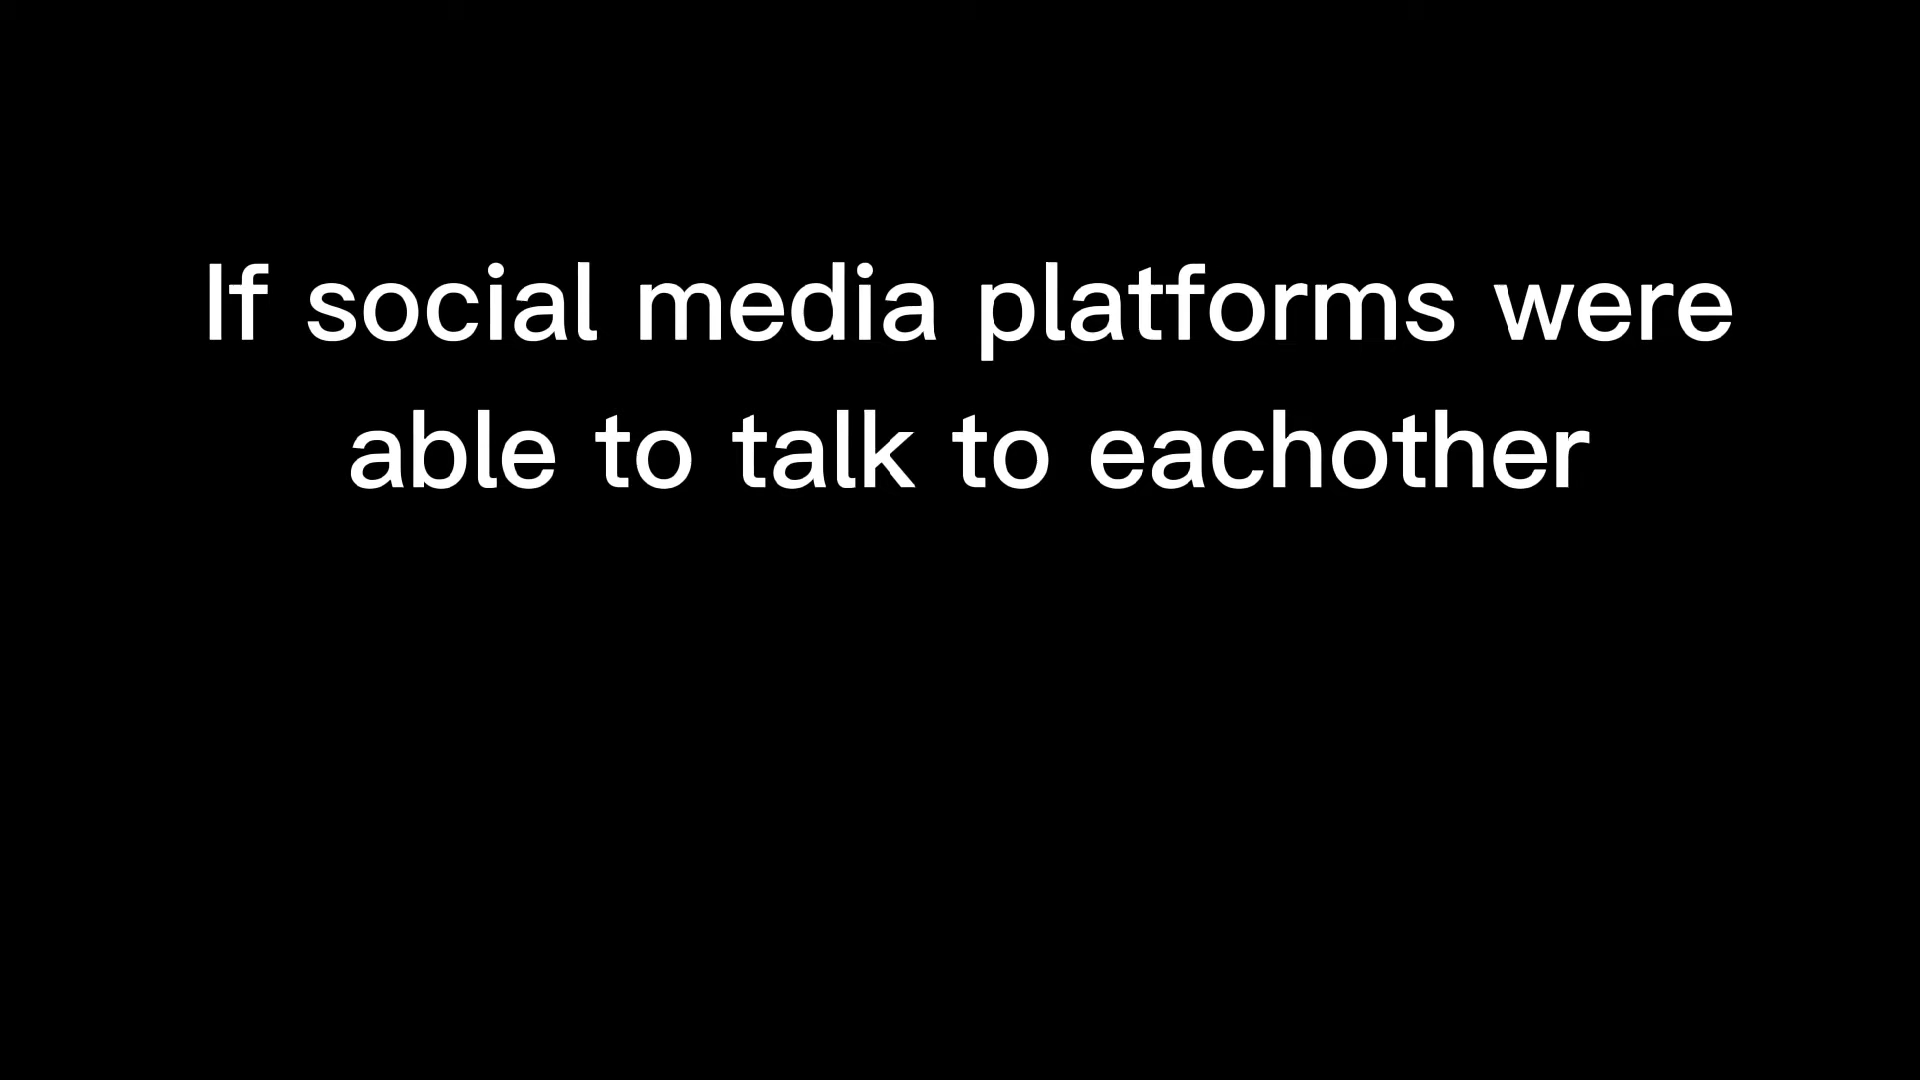 If social media platforms were
able to talk to eachother